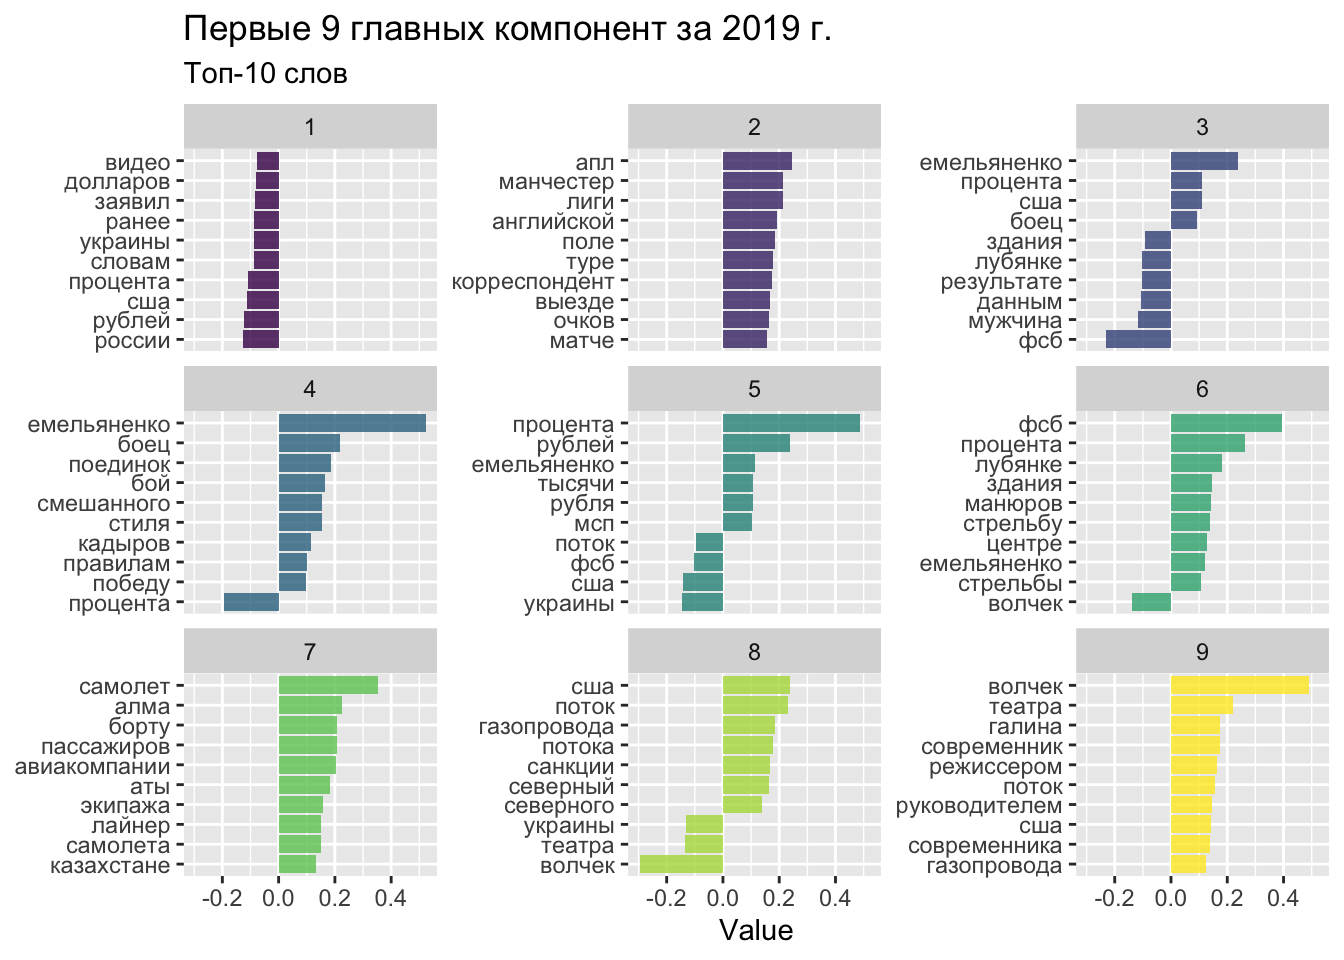 Первые 9 главных компонент за 2019 г.
Топ-10 слов
1
видео
долларов
заявил
ранее
украины
словам
процента
сша
рублей
россии
2
апл
манчестер
лиги
английской
поле
туре
корреспондент
выезде
очков
матче
3
емельяненко
процента
сша
боец
здания
лубянке
результате
данным
мужчина
фсб
4
емельяненко
боец
поединок
бой
смешанного
стиля
кадыров
правилам
победу
процента
5
процента
рублей
емельяненко
тысячи
рубля
мсп
поток
фсб
сша
украины
6
фсб
процента
лубянке
здания
манюров
стрельбу
центре
емельяненко
стрельбы
волчек
7
самолет
алма
борту
пассажиров
авиакомпании
аты
экипажа
лайнер
самолета
казахстане
8
сша
поток
газопровода
потока
санкции
северный
северного
украины
театра
волчек
9
волчек
театра
галина
современник
режиссером
поток
руководителем
сша
современника
газопровода
-0.2 0.0 0.2 0.4
-0.2 0.0 0.2 0.4
-0.2 0.0 0.2 0.4
Value